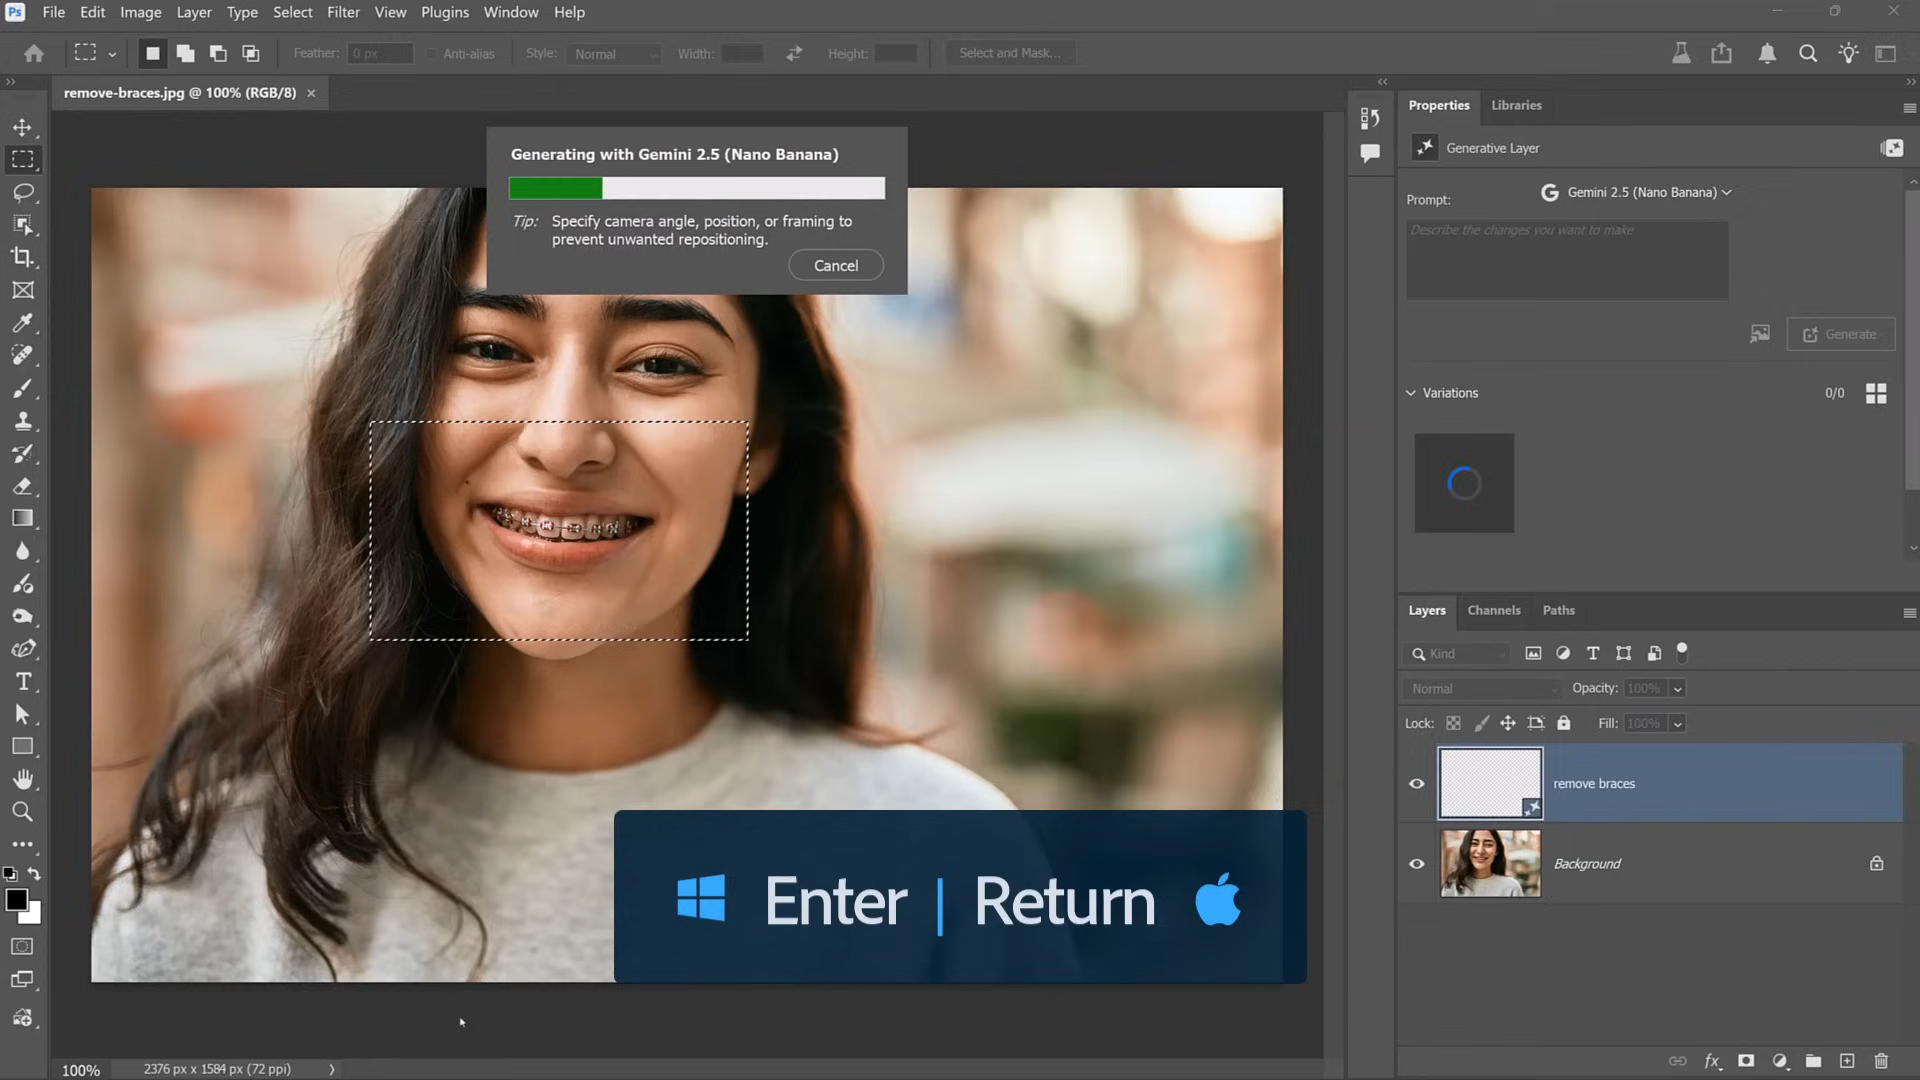 Ps File Edit Image Layer Type Select Filter View Plugins Window Help
Feather: 0 px Anti-alias Style: Normal Width: Height: Select and Mask...
remove-braces.jpg @ 100% (RGB/8) ×
Generating with Gemini 2.5 (Nano Banana)
Tip: Specify camera angle, position, or framing to
prevent unwanted repositioning.
Cancel
Enter | Return
100% 2376 px x 1584 px (72 ppi)
Properties Libraries
Generative Layer
Prompt: G Gemini 2.5 (Nano Banana)
Describe the changes you want to make
Generate
Variations 0/0
Layers Channels Paths
Kind
Normal Opacity: 100%
Lock: Fill: 100%
remove braces
Background